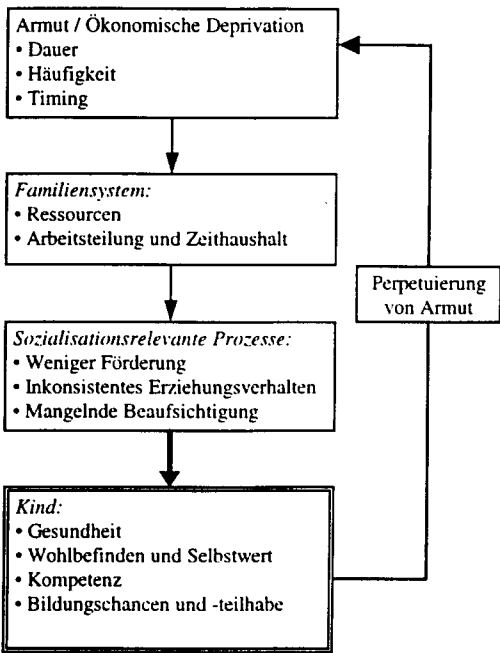 Armut / Ökonomische Deprivation
• Dauer
• Häufigkeit
• Timing
Familiensystem:
• Ressourcen
• Arbeitsteilung und Zeithaushalt
Perpetuierung
von Armut
Sozialisationsrelevante Prozesse:
• Weniger Förderung
• Inkonsistentes Erziehungsverhalten
• Mangelnde Beaufsichtigung
Kind:
• Gesundheit
• Wohlbefinden und Selbstwert
• Kompetenz
• Bildungschancen und -teilhabe